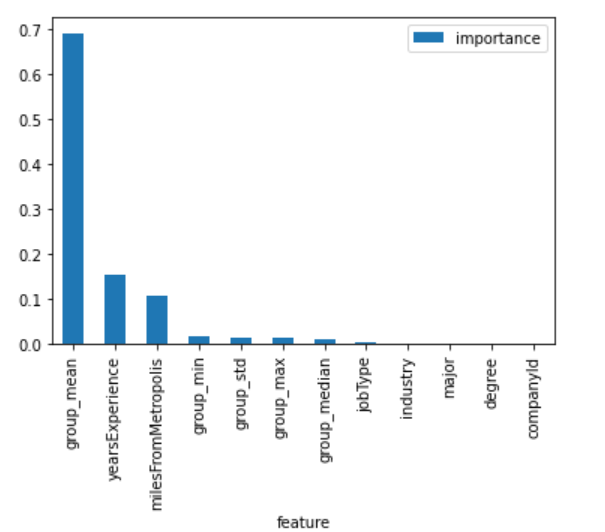 importance
0.7
0.6
0.5
0.4
0.3
0.2
0.1
0.0
group_mean
yearsExperience
milesFromMetropolis
group_min
group_std
group_max
group_median
jobType
industry
major
degree
companyId
feature